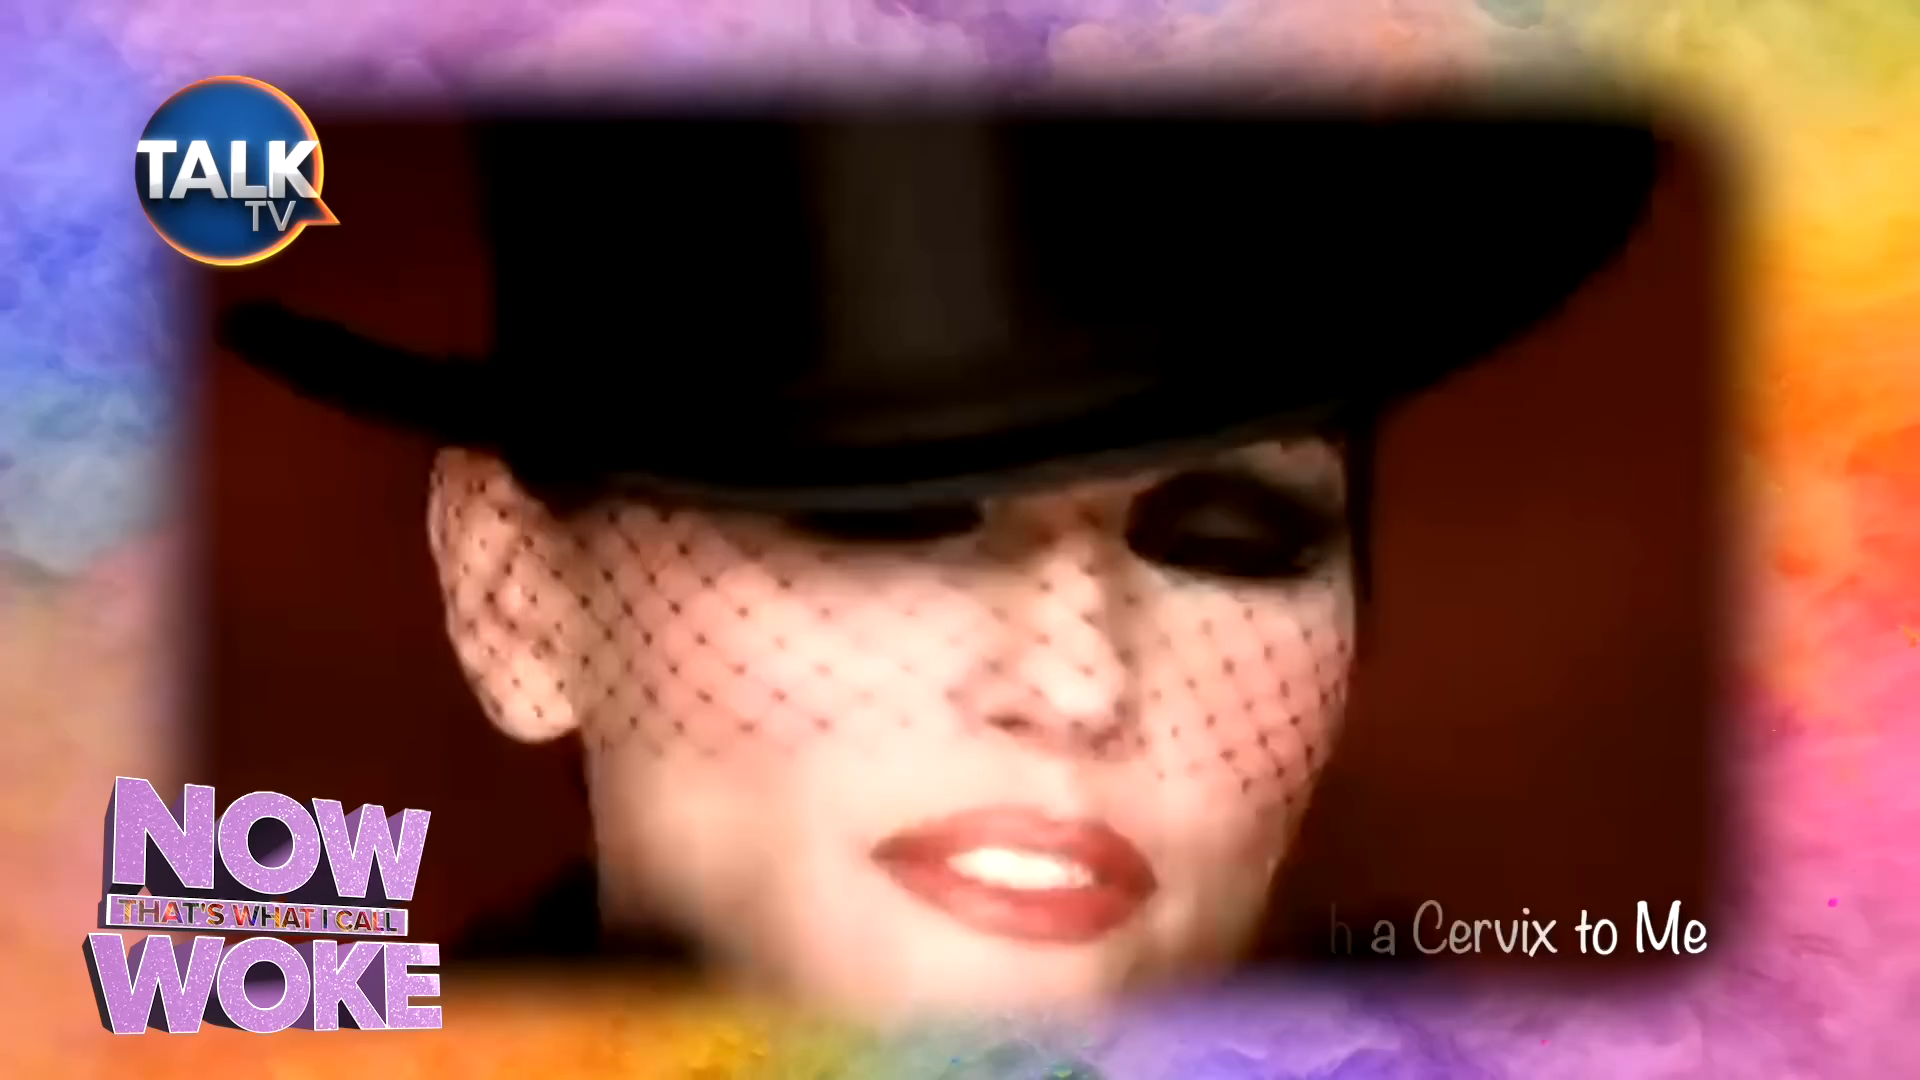 TALK
TV
NOW
THAT'S WHAT I CALL
WOKE
h a Cervix to Me